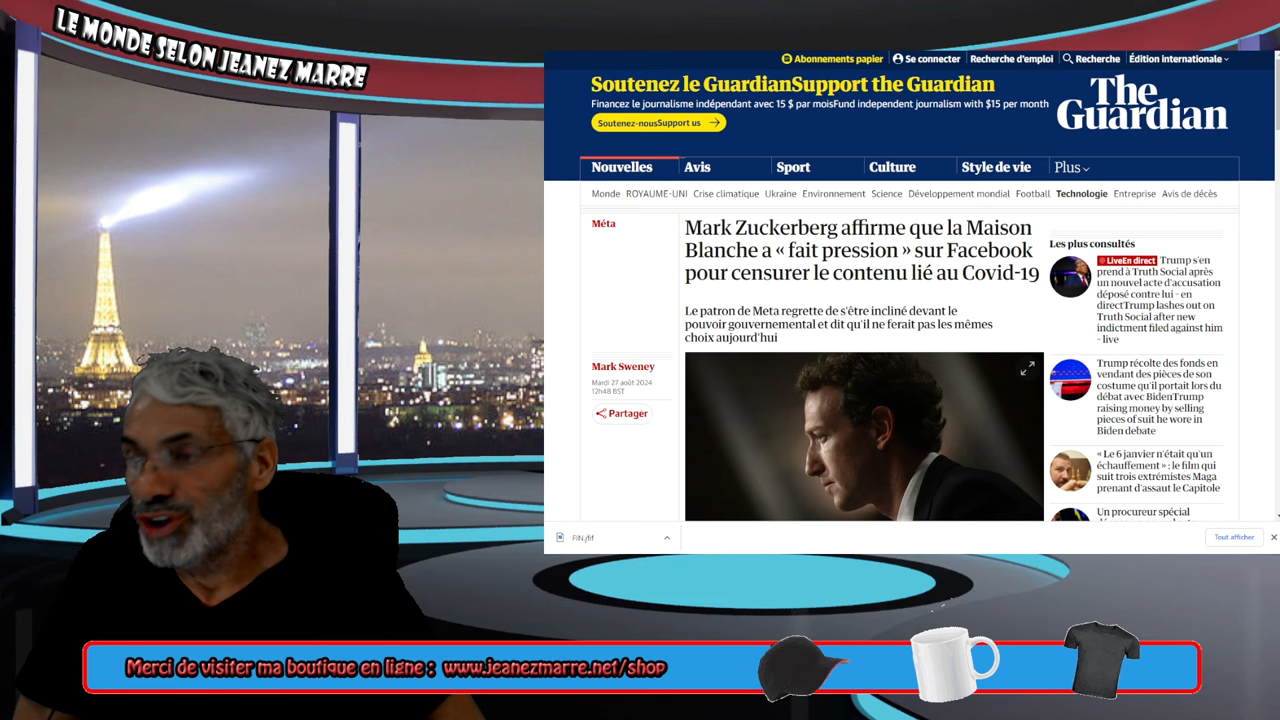 LE MONDE SELON JEANEZ MARRE
Abonnements papier
Se connecter
Recherche d'emploi
Recherche
Édition internationale
Soutenez le GuardianSupport the Guardian
Financez le journalisme indépendant avec 15 $ par moisFund independent journalism with $15 per month
Soutenez-nousSupport us
The
Guardian
Nouvelles
Avis
Sport
Culture
Style de vie
Plus
Monde ROYAUME-UNI Crise climatique Ukraine Environnement Science Développement mondial Football Technologie Entreprise Avis de décès
Méta
Mark Zuckerberg affirme que la Maison
Blanche a « fait pression » sur Facebook
pour censurer le contenu lié au Covid-19
Le patron de Meta regrette de s'être incliné devant le
pouvoir gouvernemental et dit qu'il ne ferait pas les mêmes
choix aujourd'hui
Mark Sweney
Mardi 27 août 2024
12h48 BST
Partager
Les plus consultés
LiveEn direct Trump s'en
prend à Truth Social après
un nouvel acte d'accusation
déposé contre lui – en
directTrump lashes out on
Truth Social after new
indictment filed against him
– live
Trump récolte des fonds en
vendant des pièces de son
costume qu'il portait lors du
débat avec BidenTrump
raising money by selling
pieces of suit he wore in
Biden debate
« Le 6 janvier n'était qu'un
échauffement » : le film qui
suit trois extrémistes Maga
prenant d'assaut le Capitole
Un procureur spécial
FIN.jfif
Tout afficher
Merci de visiter ma boutique en ligne : www.jeanezmarre.net/shop